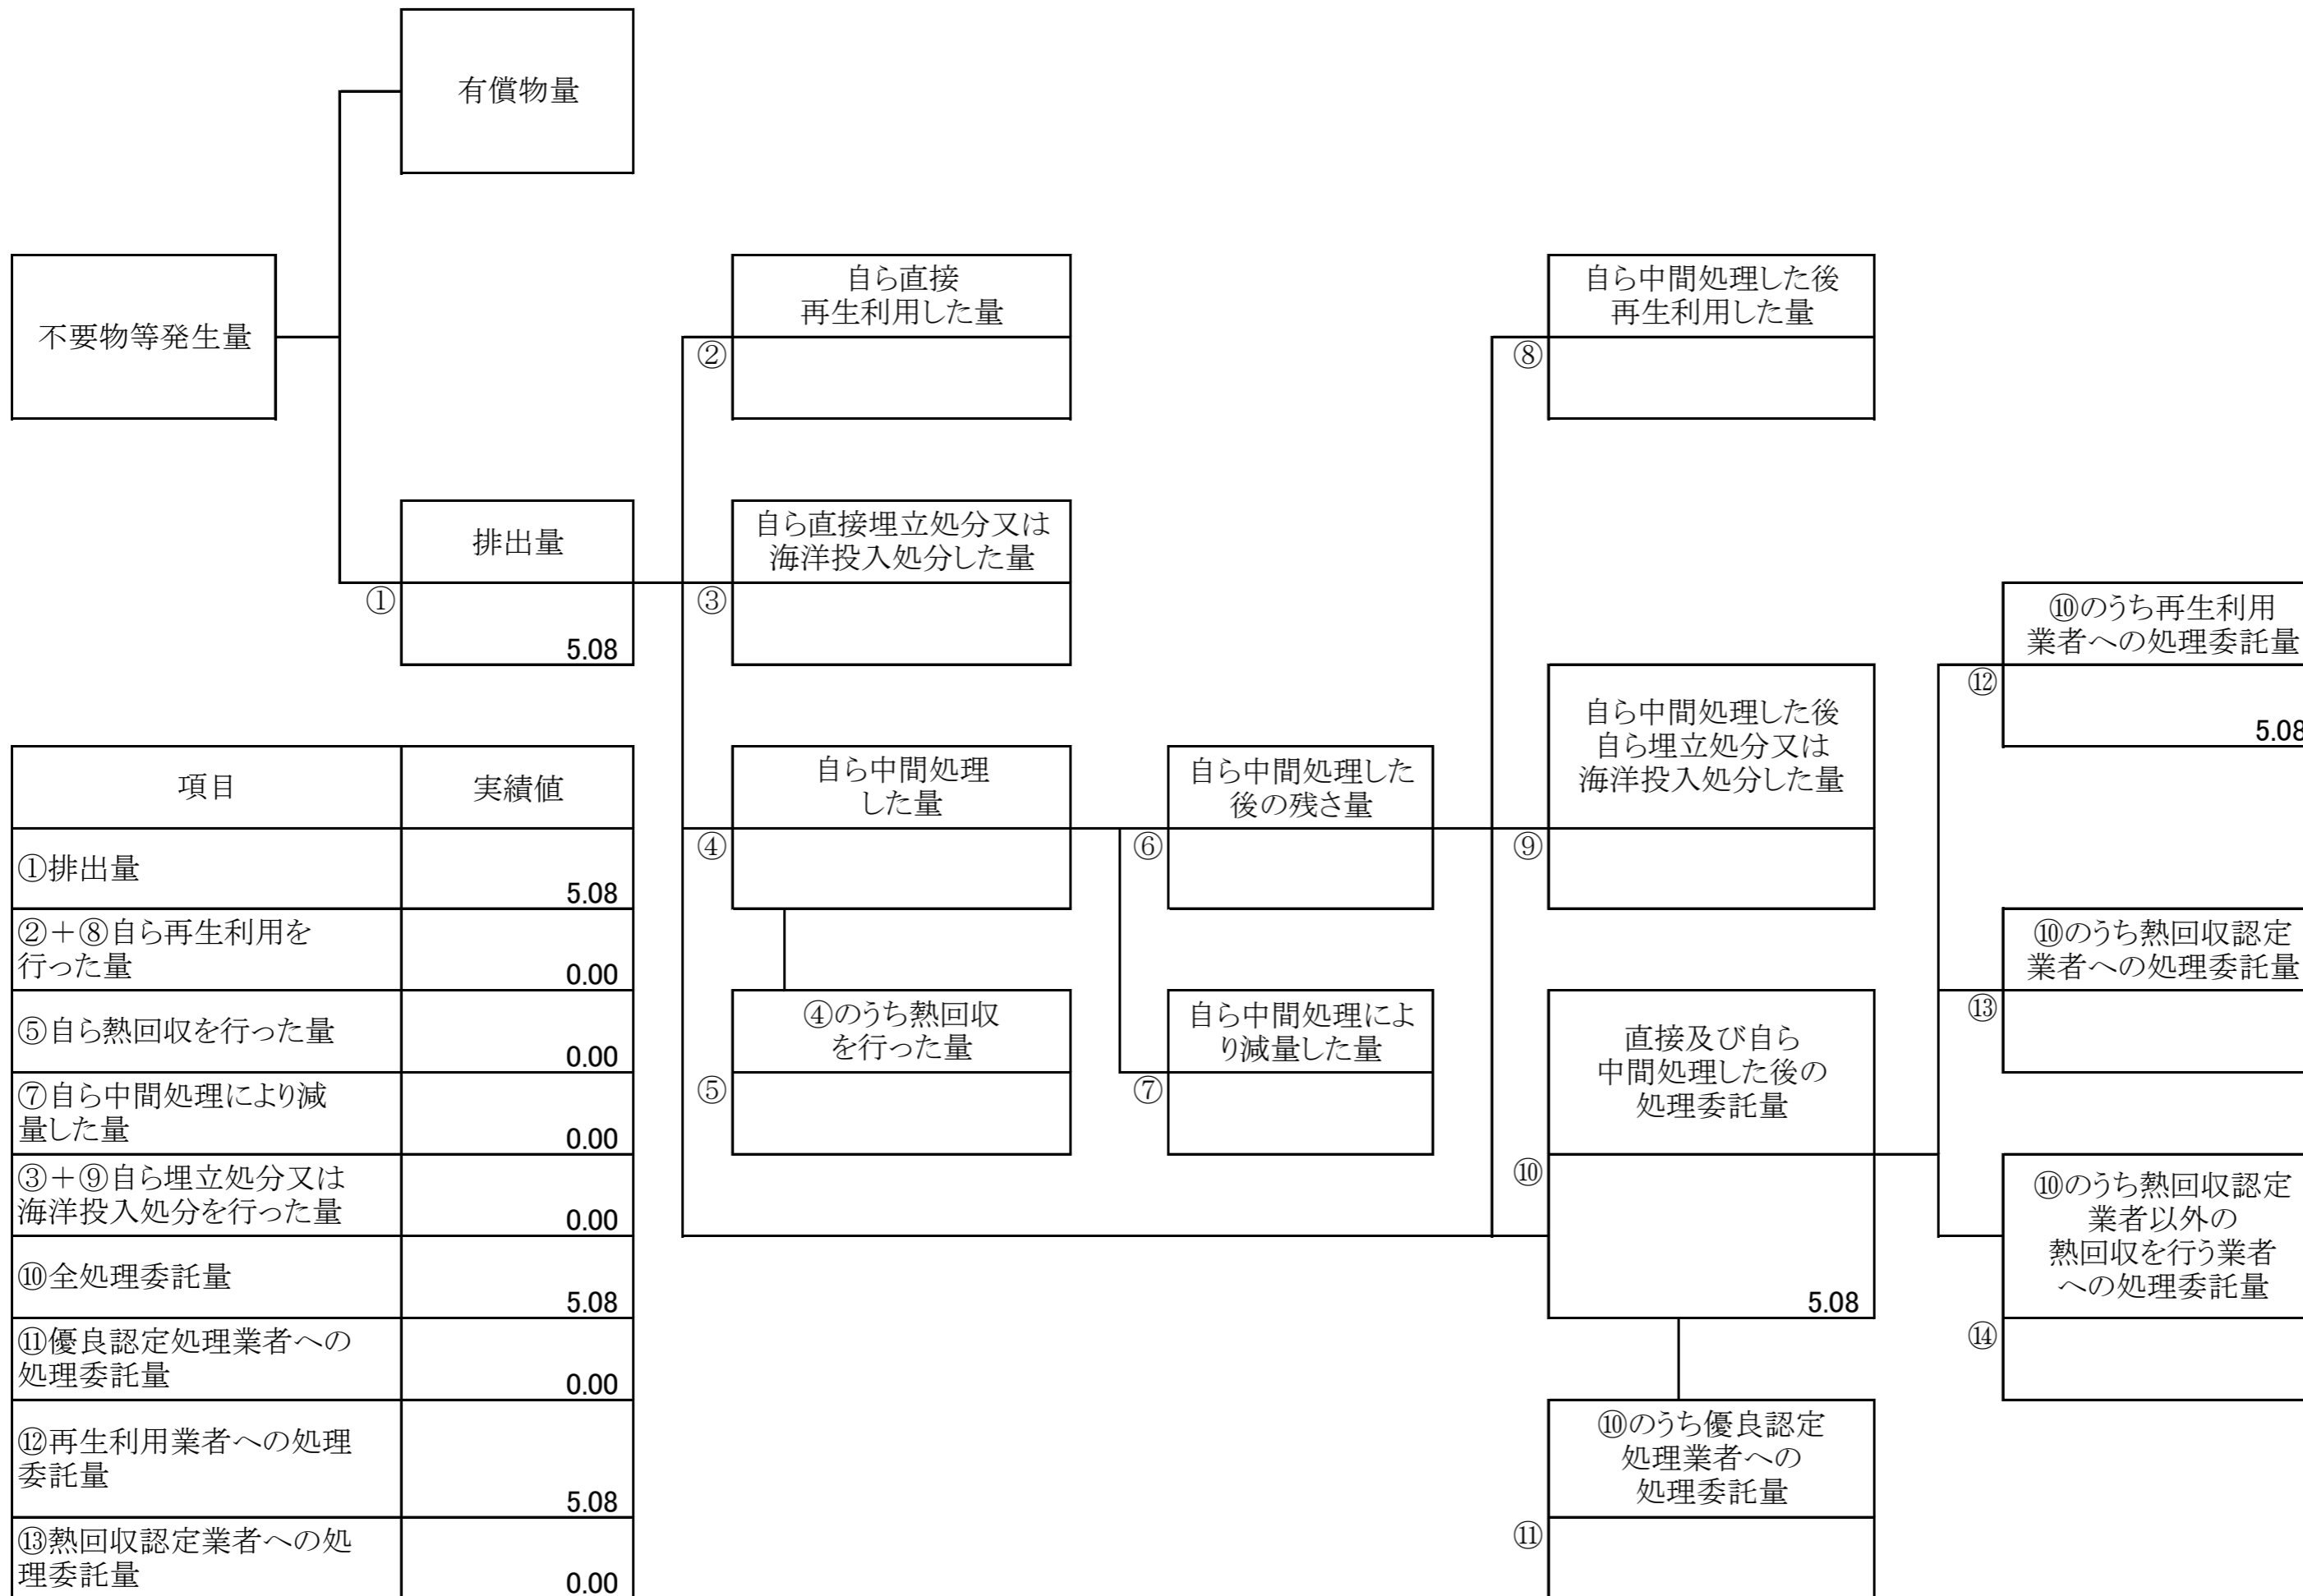 有償物量
不要物等発生量
排出量
①
5.08
自ら直接
再生利用した量
②
自ら直接埋立処分又は
海洋投入処分した量
③
自ら中間処理
した量
④
④のうち熱回収
を行った量
⑤
自ら中間処理した
後の残さ量
⑥
自ら中間処理によ
り減量した量
⑦
自ら中間処理した後
再生利用した量
⑧
自ら中間処理した後
自ら埋立処分又は
海洋投入処分した量
⑨
直接及び自ら
中間処理した後の
処理委託量
⑩
5.08
⑩のうち優良認定
処理業者への
処理委託量
⑪
⑩のうち再生利用
業者への処理委託量
⑫
5.08
⑩のうち熱回収認定
業者への処理委託量
⑬
⑩のうち熱回収認定
業者以外の
熱回収を行う業者
への処理委託量
⑭
項目 実績値
①排出量
5.08
②＋⑧自ら再生利用を
行った量
0.00
⑤自ら熱回収を行った量
0.00
⑦自ら中間処理により減
量した量
0.00
③＋⑨自ら埋立処分又は
海洋投入処分を行った量
0.00
⑩全処理委託量
5.08
⑪優良認定処理業者への
処理委託量
0.00
⑫再生利用業者への処理
委託量
5.08
⑬熱回収認定業者への処
理委託量
0.00